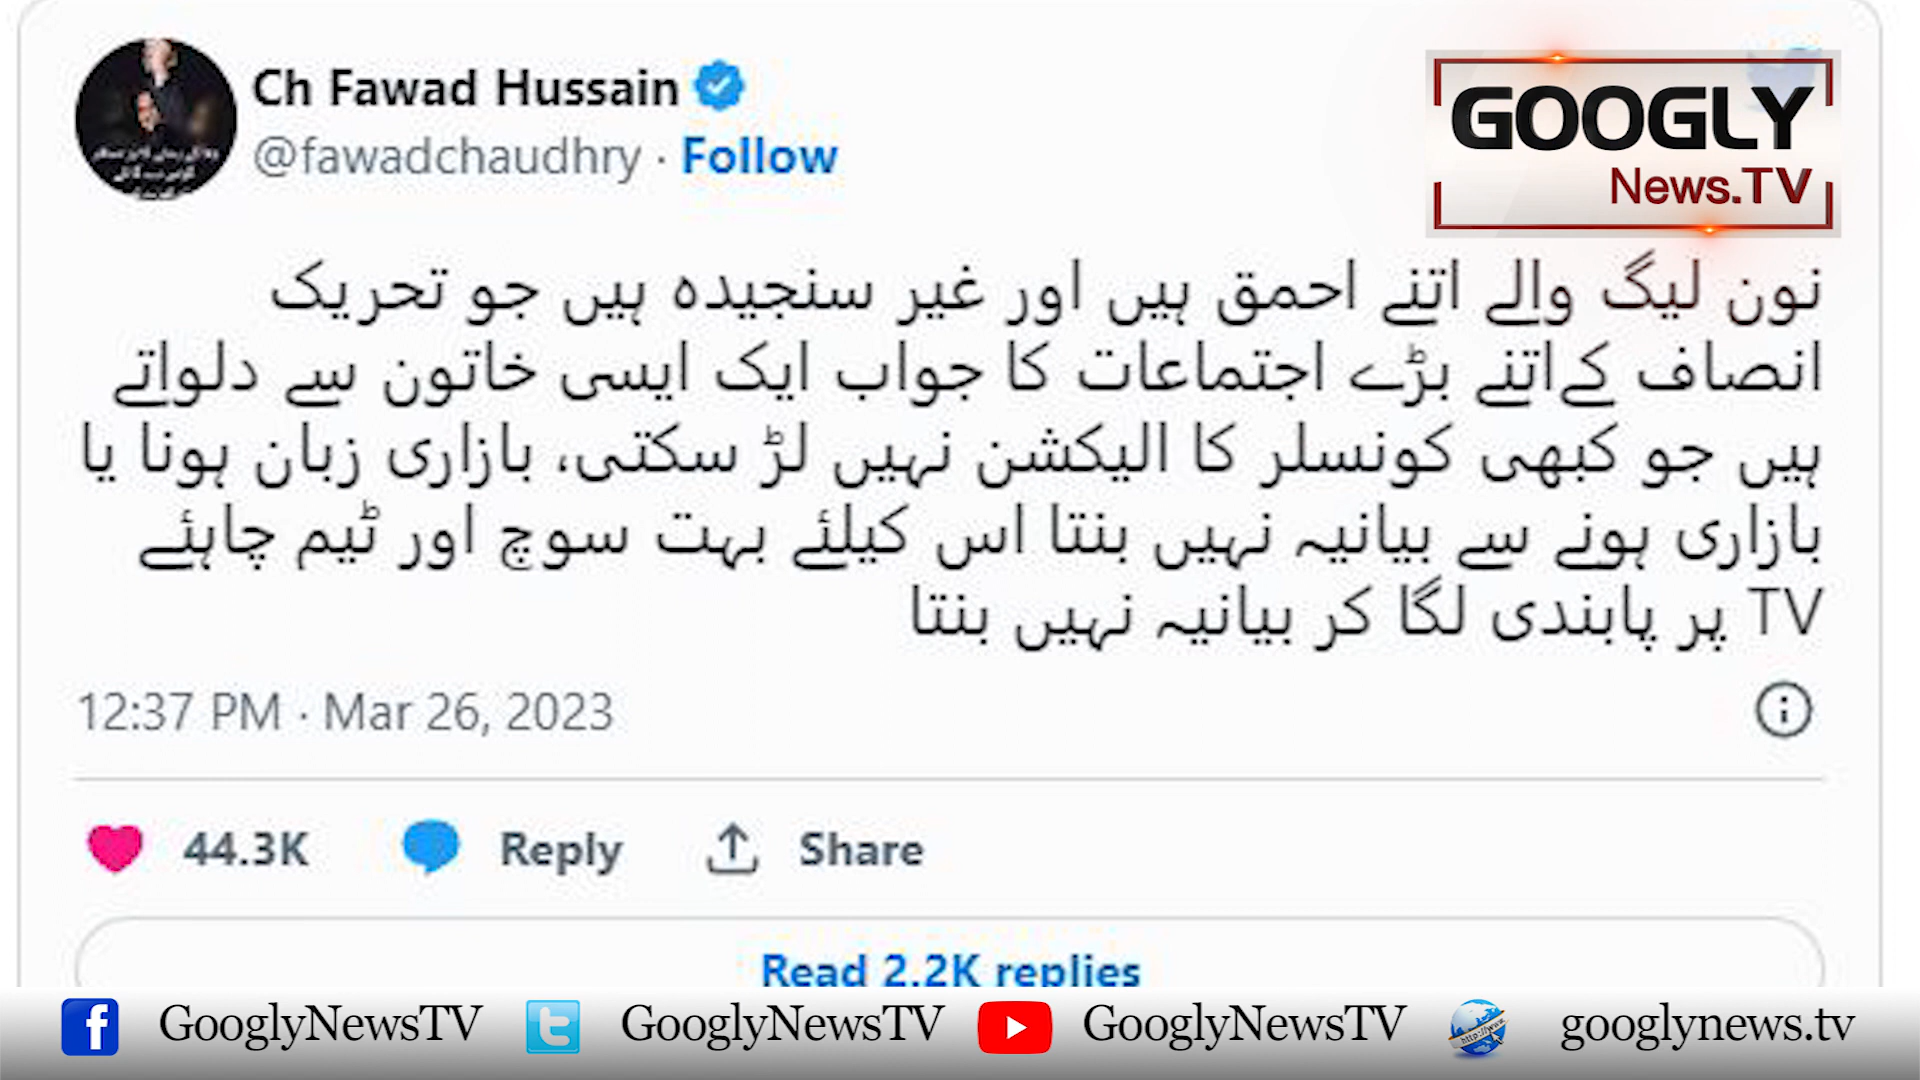 Ch Fawad Hussain
@fawadchaudhry · Follow
GOOGLY
News.TV
نون لیگ والے اتنے احمق ہیں اور غیر سنجیدہ ہیں جو تحریک
انصاف کےاتنے بڑے اجتماعات کا جواب ایک ایسی خاتون سے دلواتے
ہیں جو کبھی کونسلر کا الیکشن نہیں لڑ سکتی، بازاری زبان ہونا یا
بازاری ہونے سے بیانیہ نہیں بنتا اس کیلئے بہت سوچ اور ٹیم چاہئے
TV پر پابندی لگا کر بیانیہ نہیں بنتا
12:37 PM · Mar 26, 2023
44.3K Reply Share
Read 2.2K replies
GooglyNewsTV GooglyNewsTV GooglyNewsTV googlynews.tv